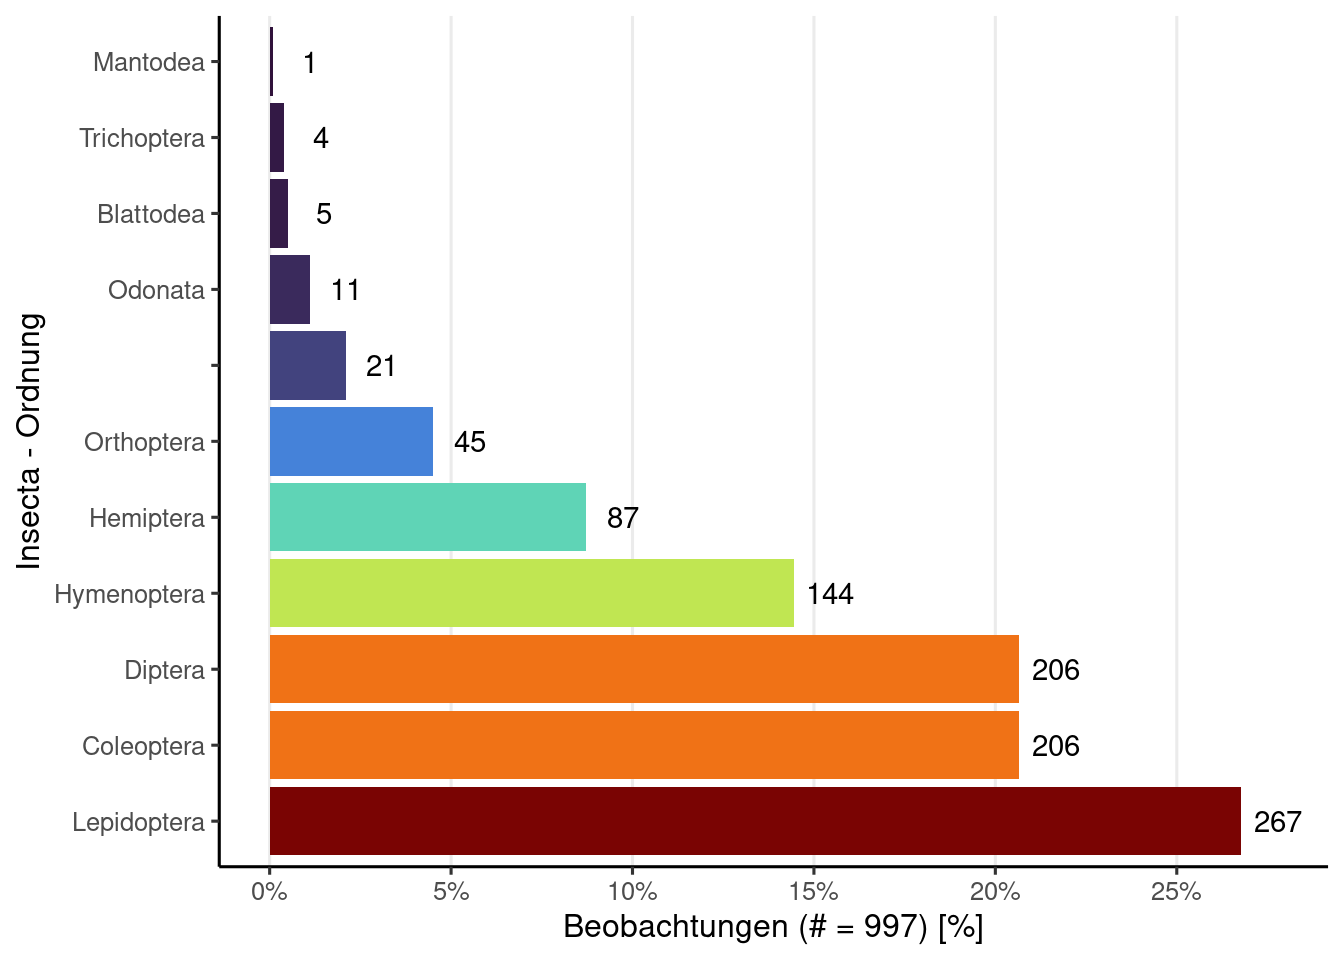 Insecta - Ordnung
Mantodea 1
Trichoptera 4
Blattodea 5
Odonata 11
21
Orthoptera 45
Hemiptera 87
Hymenoptera 144
Diptera 206
Coleoptera 206
Lepidoptera 267
0% 5% 10% 15% 20% 25%
Beobachtungen (# = 997) [%]